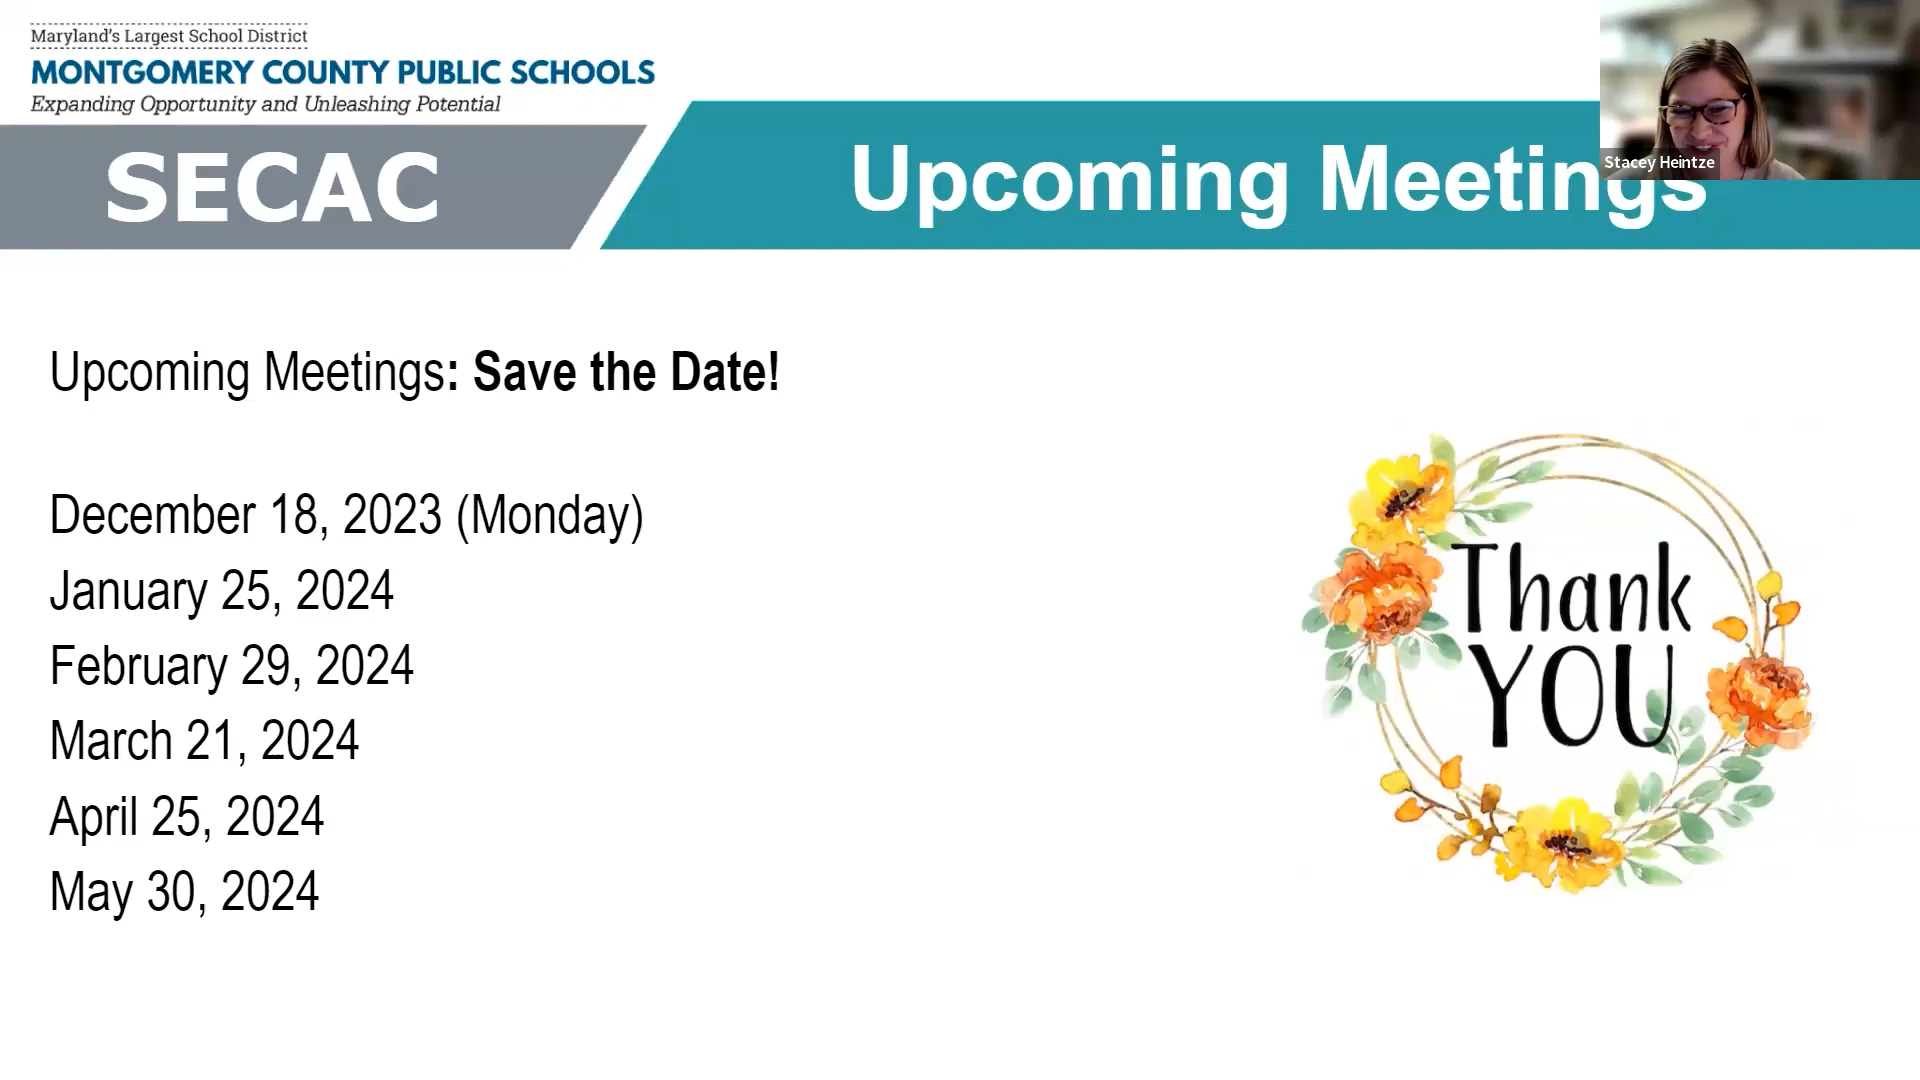 Maryland's Largest School District
MONTGOMERY COUNTY PUBLIC SCHOOLS
Expanding Opportunity and Unleashing Potential
SECAC
Upcoming Meetings
Stacey Heintze
Upcoming Meetings: Save the Date!
December 18, 2023 (Monday)
January 25, 2024
February 29, 2024
March 21, 2024
April 25, 2024
May 30, 2024
Thank
YOU